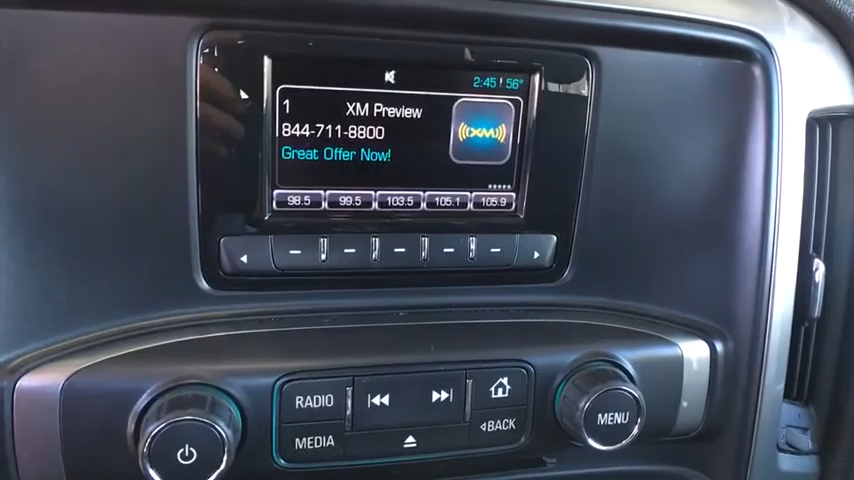 2:45 56°
1 XM Preview
844-711-8800
Great Offer Now!
((XM))
98.5 99.5 103.5 105.1 105.9
RADIO
MEDIA
BACK
MENU